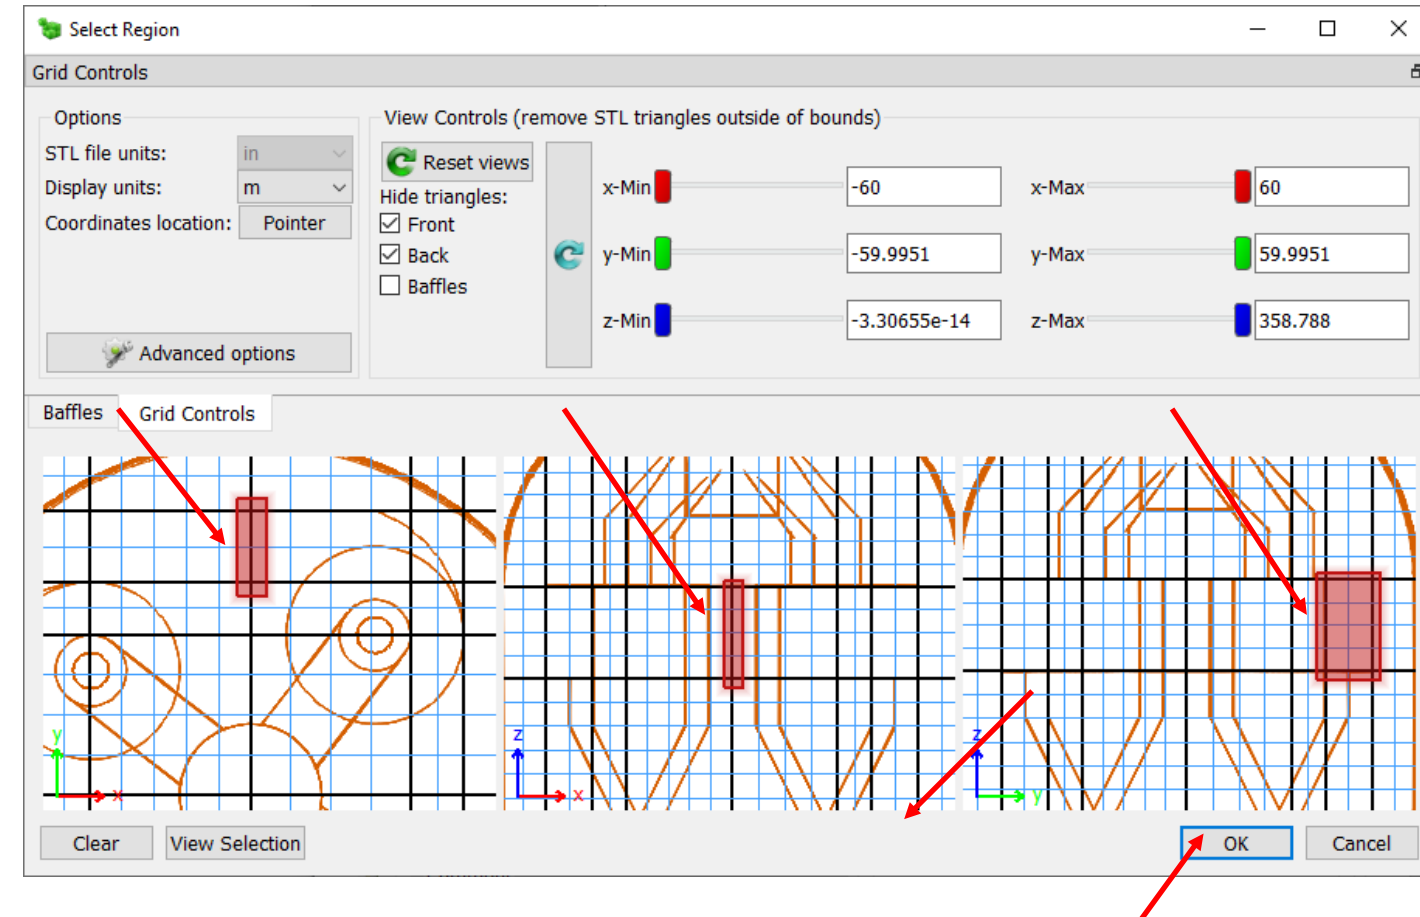 Select Region
Grid Controls
Options
View Controls (remove STL triangles outside of bounds)
STL file units: in
Display units: m
Coordinates location: Pointer
Advanced options
Reset views
Hide triangles:
Front
Back
Baffles
x-Min -60 x-Max 60
y-Min -59.9951 y-Max 59.9951
z-Min -3.30655e-14 z-Max 358.788
Baffles Grid Controls
y x
z x
z y
Clear View Selection OK Cancel